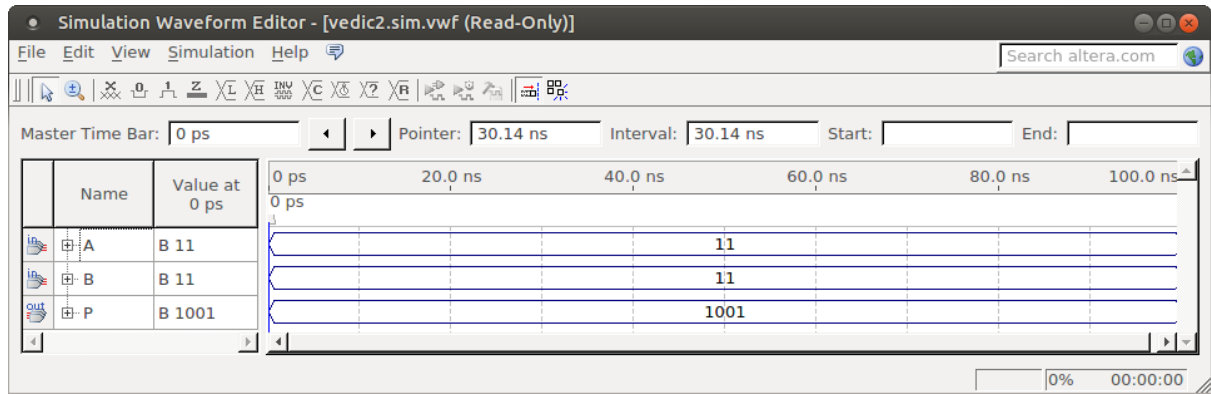 Simulation Waveform Editor - [vedic2.sim.vwf (Read-Only)]
File Edit View Simulation Help
Search altera.com
Master Time Bar: 0 ps Pointer: 30.14 ns Interval: 30.14 ns Start: End:
Name Value at 0 ps 0 ps 20.0 ns 40.0 ns 60.0 ns 80.0 ns 100.0 ns
0 ps
in A B 11 11
in B B 11 11
out P B 1001 1001
0% 00:00:00